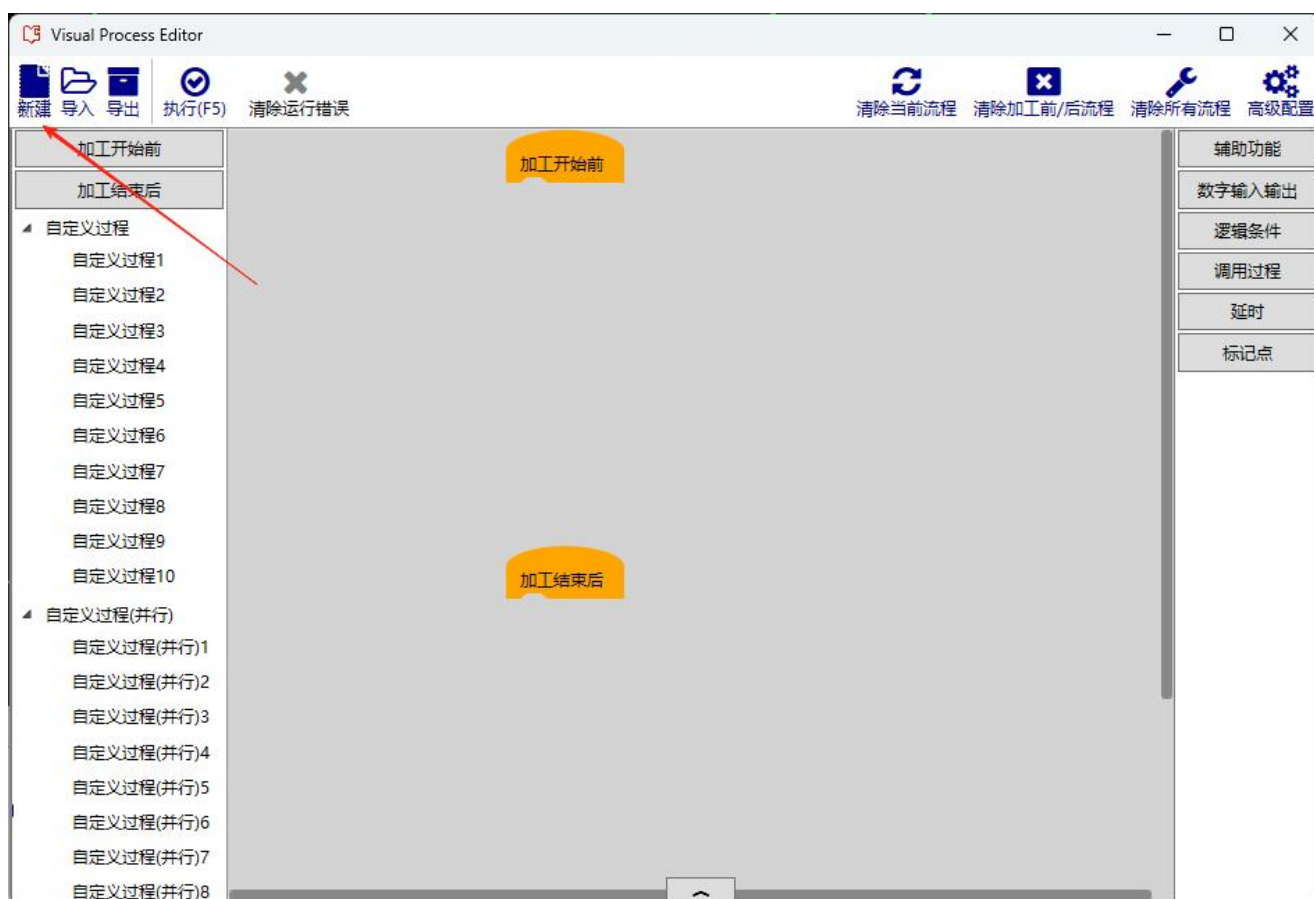 Visual Process Editor
新建 导入 导出 执行(F5) 清除运行错误 清除当前流程 清除加工前/后流程 清除所有流程 高级配置
加工开始前
加工结束后
自定义过程
自定义过程1
自定义过程2
自定义过程3
自定义过程4
自定义过程5
自定义过程6
自定义过程7
自定义过程8
自定义过程9
自定义过程10
自定义过程(并行)
自定义过程(并行)1
自定义过程(并行)2
自定义过程(并行)3
自定义过程(并行)4
自定义过程(并行)5
自定义过程(并行)6
自定义过程(并行)7
自定义过程(并行)8
加工开始前
加工结束后
辅助功能
数字输入输出
逻辑条件
调用过程
延时
标记点